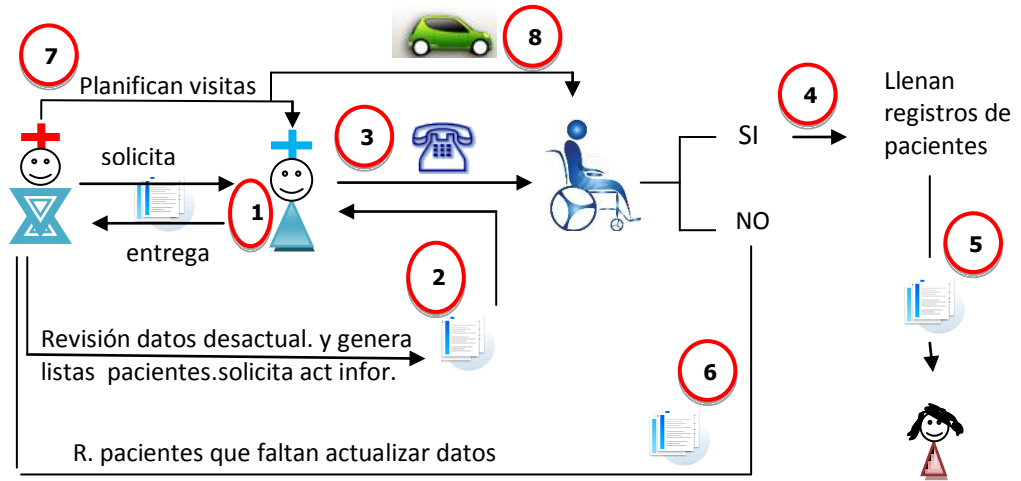 7
8
Planifican visitas
4
Llenan
registros de
pacientes
3
SI
solicita
1
NO
5
entrega
2
Revisión datos desactual. y genera
listas pacientes.solicita act infor.
6
R. pacientes que faltan actualizar datos